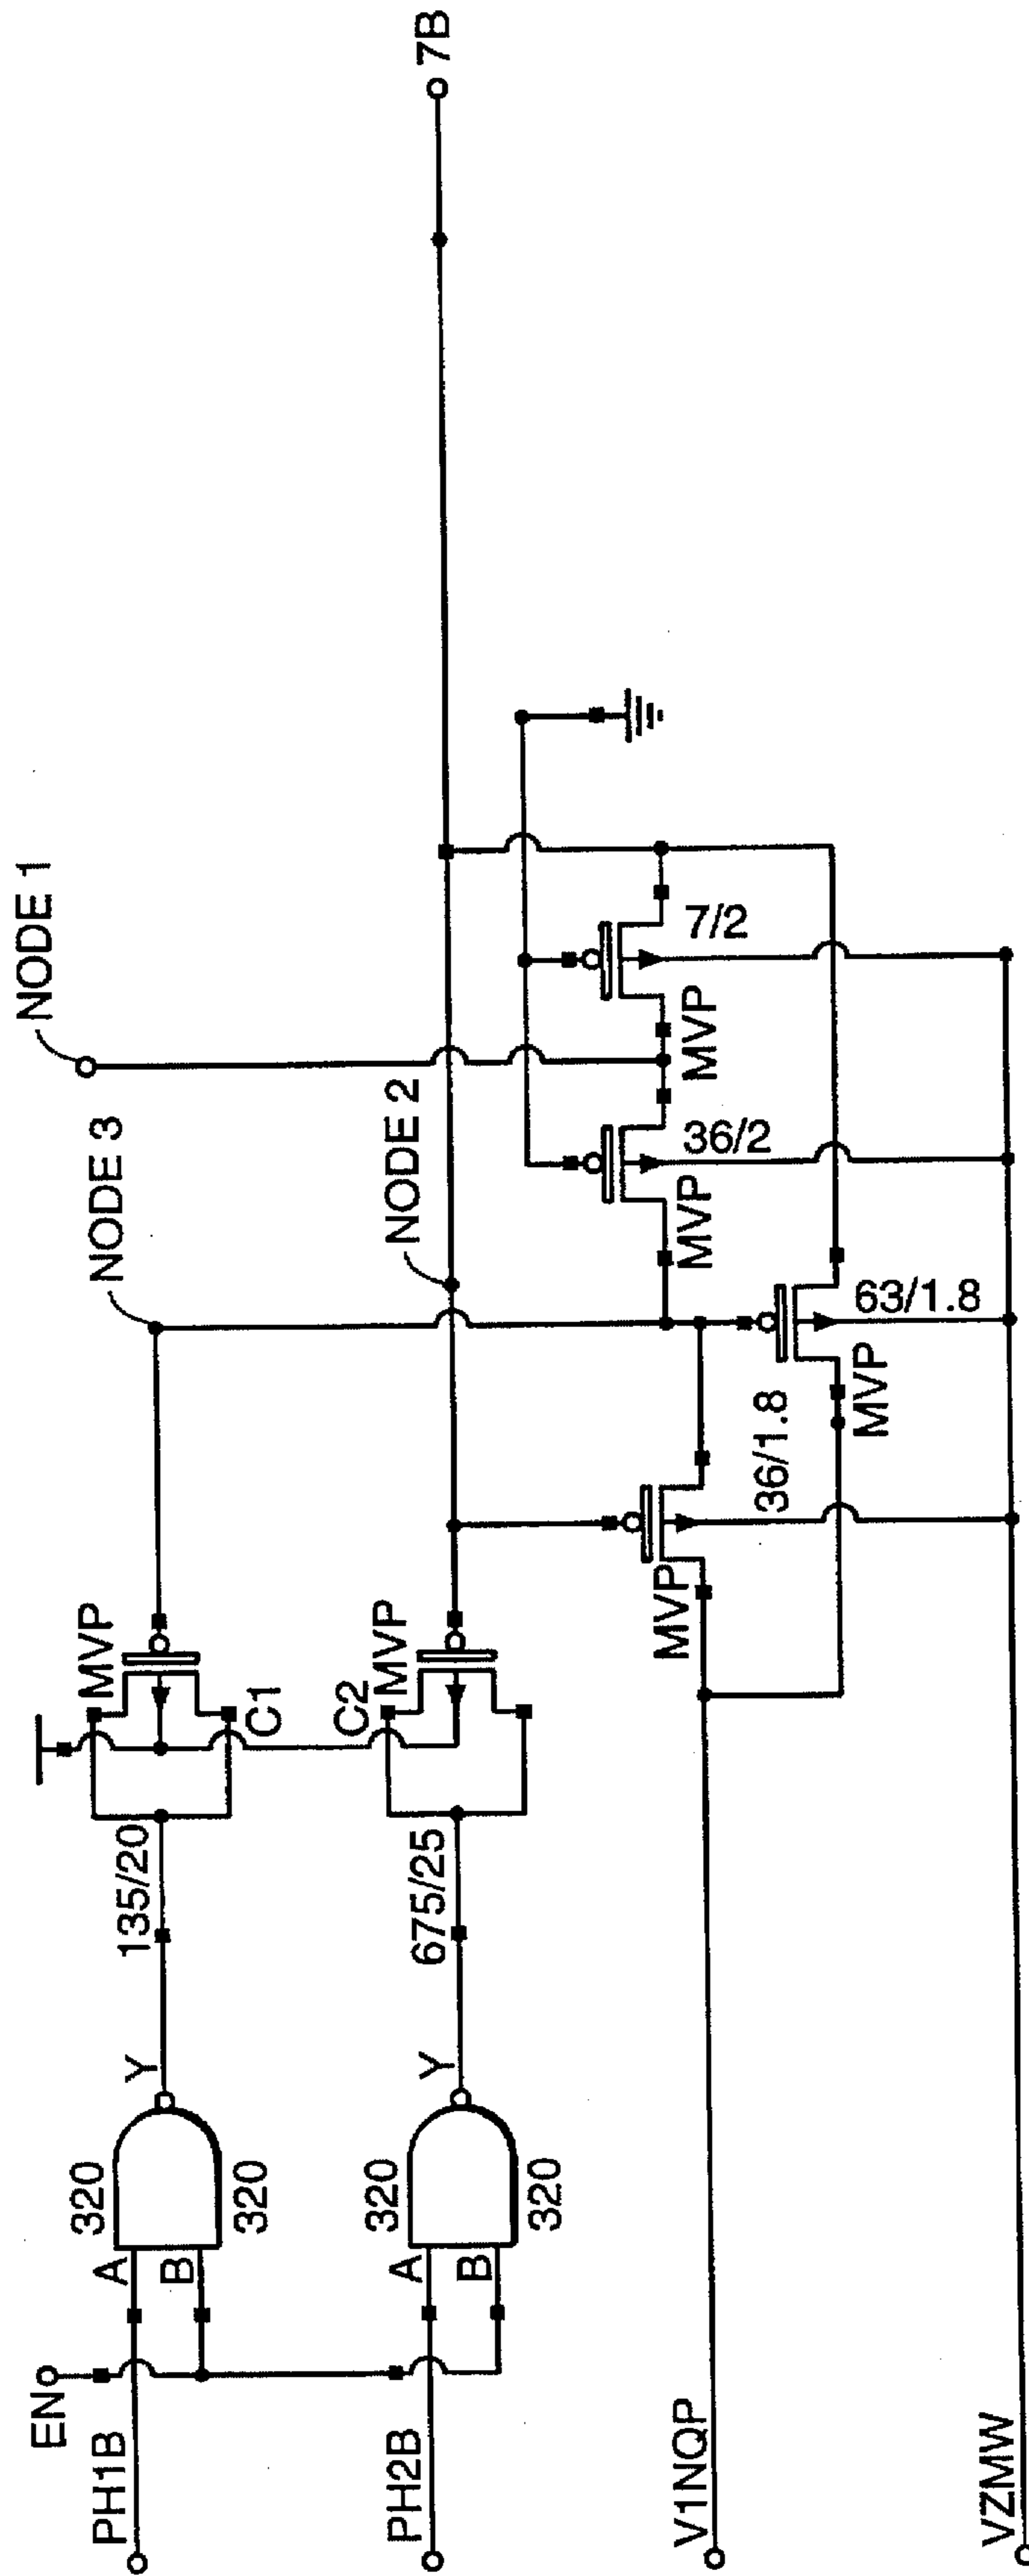 EN
PH1B
A
B
320
320
Y
135/20
MVP
C1
NODE 3
NODE 1
PH2B
A
B
320
320
Y
675/25
C2
MVP
NODE 2
7B
V1NQP
MVP
36/1.8
MVP
63/1.8
MVP
36/2
MVP
7/2
VZMW